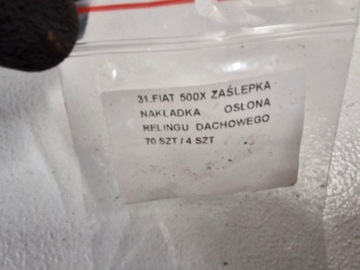 31.FIAT 500X ZAŚLEPKA
NAKŁADKA OSŁONA
RELINGU DACHOWEGO
70 SZT / 4 SZT